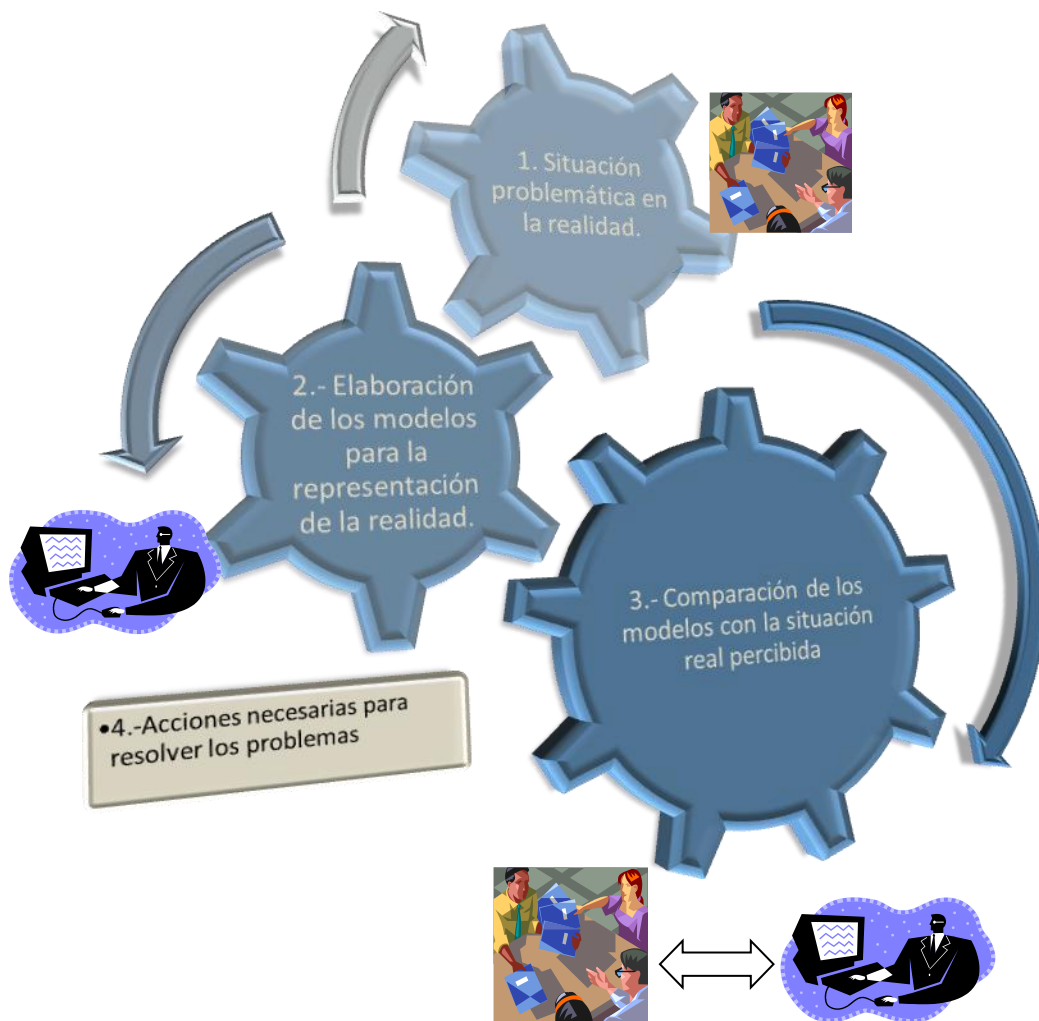 1. Situación
problemática en
la realidad.
2.- Elaboración
de los modelos
para la
representación
de la realidad.
3.- Comparación de los
modelos con la situación
real percibida
•4.-Acciones necesarias para
resolver los problemas